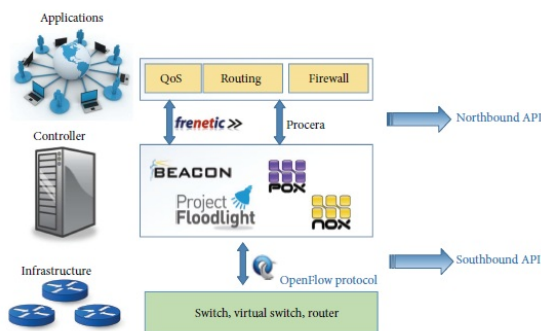 Applications
QoS
Routing
Firewall
frenetic >>
Procera
Northbound API
Controller
BEACON
POX
Project
Floodlight
NOX
Southbound API
OpenFlow protocol
Infrastructure
Switch, virtual switch, router